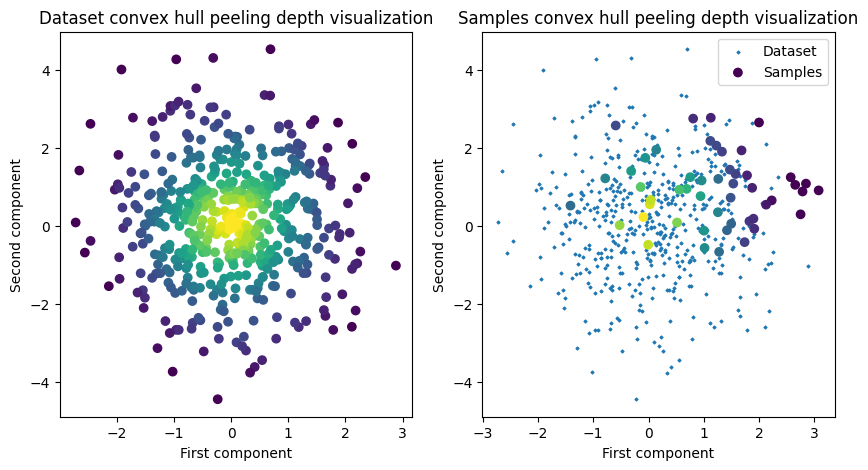 Dataset convex hull peeling depth visualization
4
2
0
−2
−4
Second component
−2
−1
0
1
2
3
First component
Samples convex hull peeling depth visualization
Dataset
Samples
4
2
0
−2
−4
Second component
−3
−2
−1
0
1
2
3
First component